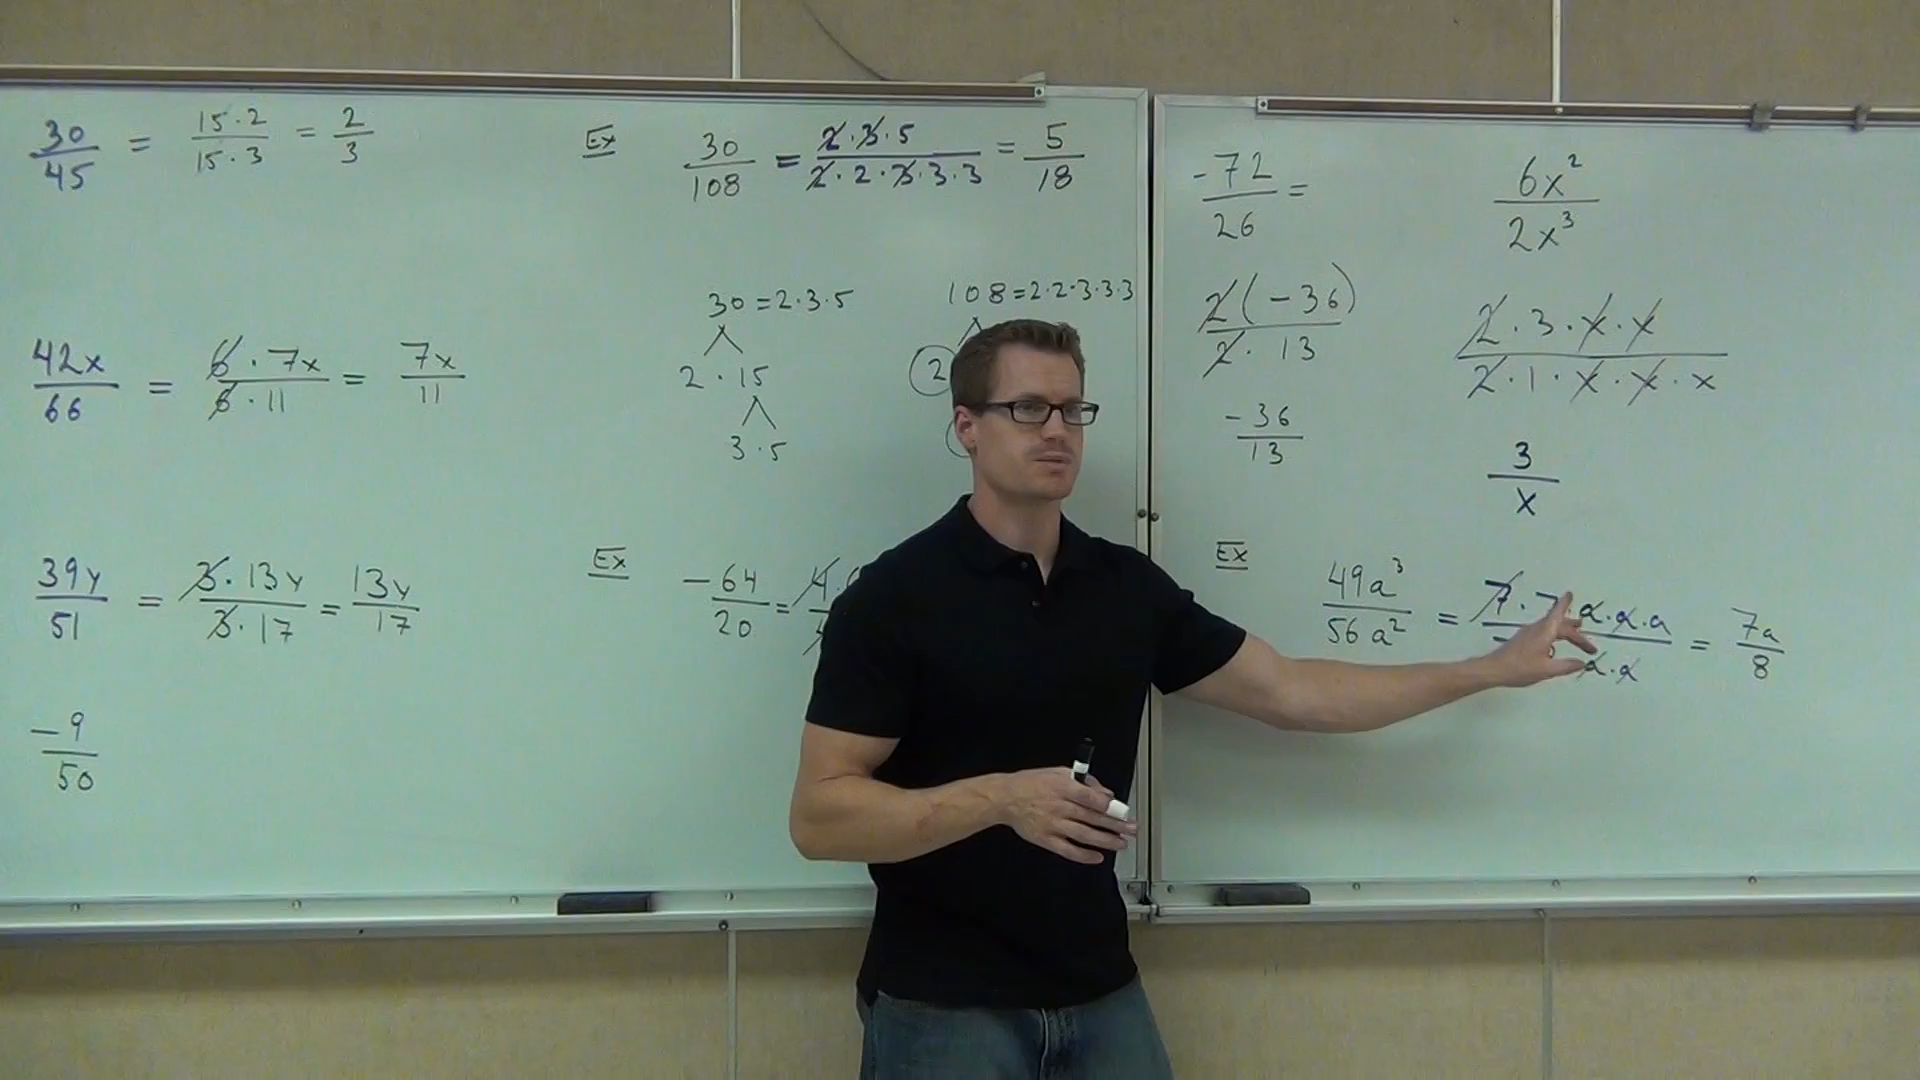 30/45 = 15·2/15·3 = 2/3
42x/66 = 6·7x/6·11 = 7x/11
39y/51 = 3·13y/3·17 = 13y/17
-9/50
Ex 30/108 = 2·3·5/2·2·3·3·3 = 5/18
30=2·3·5
2·15
3·5
108=2·2·3·3·3
2
Ex -64/20 = 4·
-72/26 =
2(-36)/2·13
-36/13
6x²/2x³
2·3·x·x/2·1·x·x·x
3/x
Ex 49a³/56a² = 7·7·a·a·a/ a·a = 7a/8